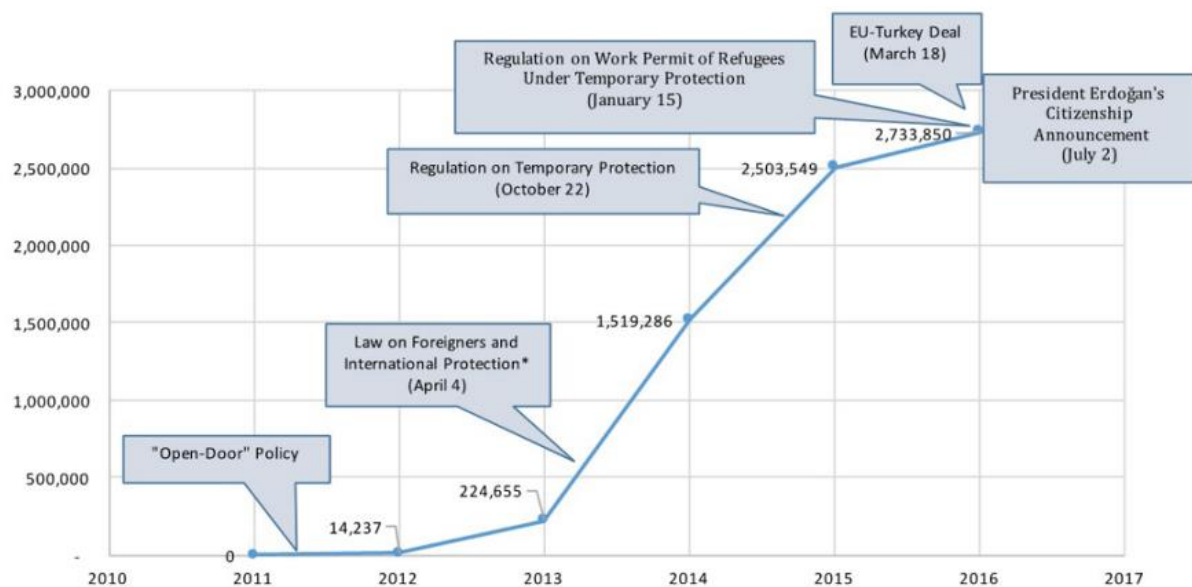 EU-Turkey Deal
(March 18)
Regulation on Work Permit of Refugees
Under Temporary Protection
(January 15)
President Erdoğan's
Citizenship
Announcement
(July 2)
3,000,000
2,733,850
Regulation on Temporary Protection
(October 22)
2,503,549
2,500,000
2,000,000
1,519,286
1,500,000
Law on Foreigners and
International Protection*
(April 4)
1,000,000
"Open-Door" Policy
500,000
224,655
14,237
0
-
2010 2011 2012 2013 2014 2015 2016 2017